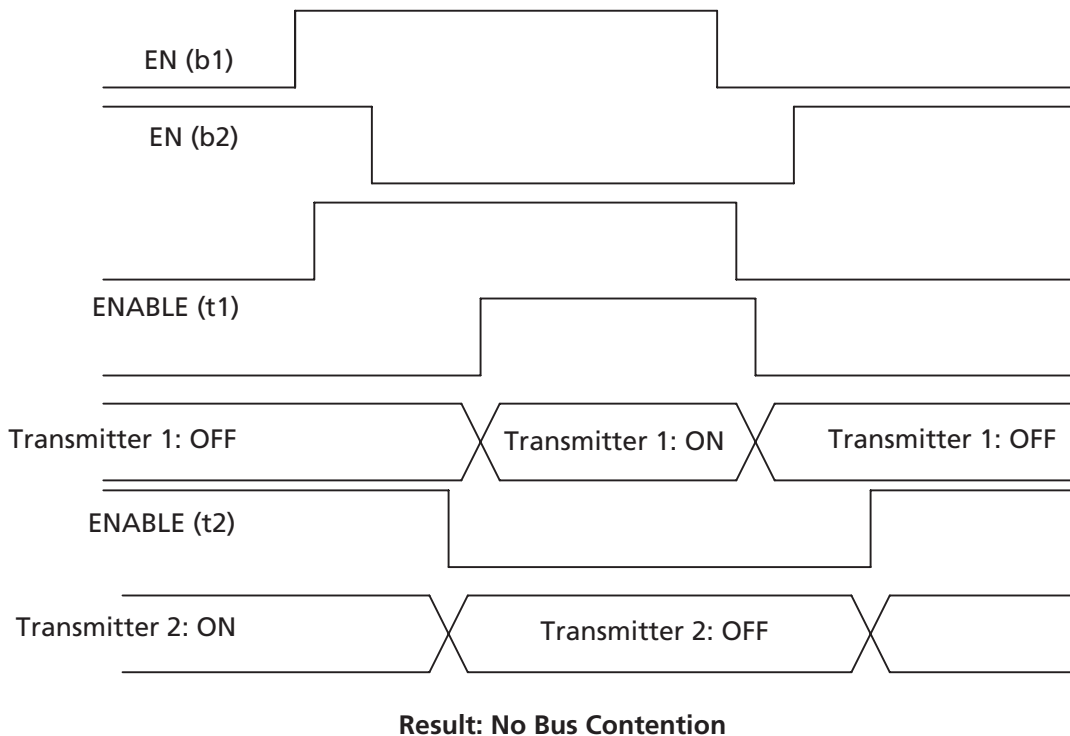 EN (b1)
EN (b2)
ENABLE (t1)
Transmitter 1: OFF Transmitter 1: ON Transmitter 1: OFF
ENABLE (t2)
Transmitter 2: ON Transmitter 2: OFF
Result: No Bus Contention